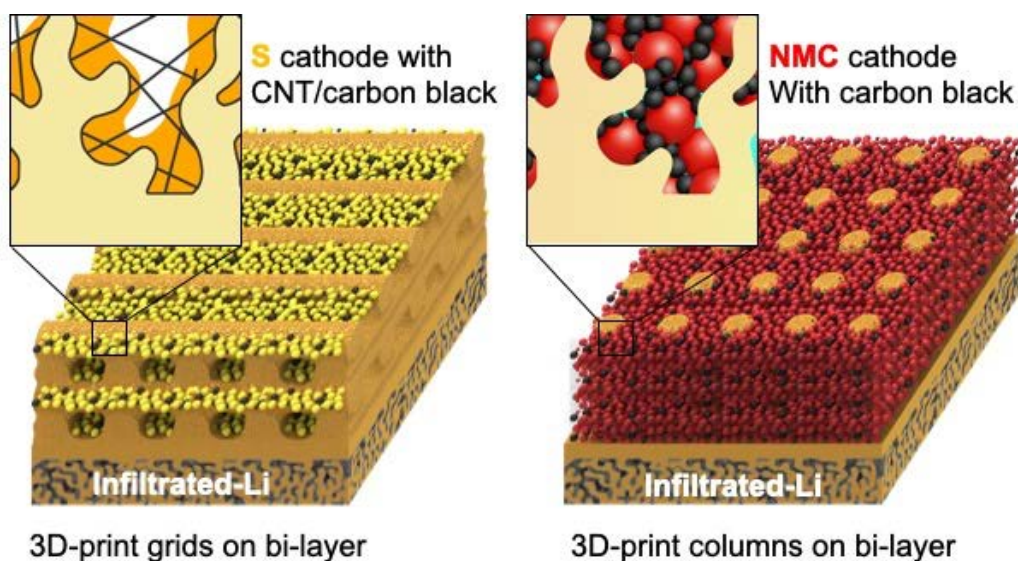 S cathode with
CNT/carbon black
NMC cathode
With carbon black
Infiltrated-Li
Infiltrated-Li
3D-print grids on bi-layer
3D-print columns on bi-layer